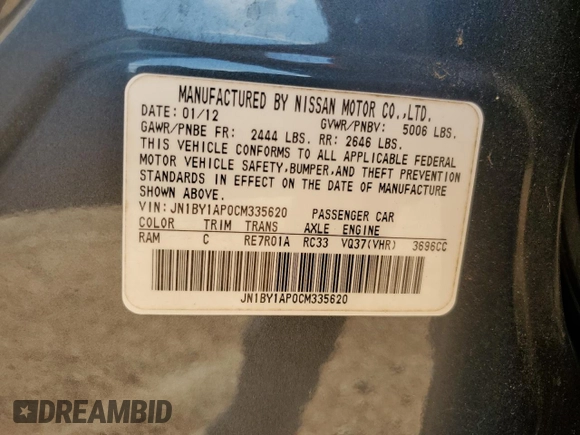 MANUFACTURED BY NISSAN MOTOR CO.,LTD.
DATE: 01/12 GVWR/PNBV: 5006 LBS.
GAWR/PNBE FR: 2444 LBS. RR: 2646 LBS.
THIS VEHICLE CONFORMS TO ALL APPLICABLE FEDERAL
MOTOR VEHICLE SAFETY,BUMPER,AND THEFT PREVENTION
STANDARDS IN EFFECT ON THE DATE OF MANUFACTURE
SHOWN ABOVE.
VIN:JN1BY1AP0CM335620 PASSENGER CAR
COLOR TRIM TRANS AXLE ENGINE
RAM C RE7R01A RC33 VQ37(VHR) 3696CC
JN1BY1AP0CM335620
DREAMBID